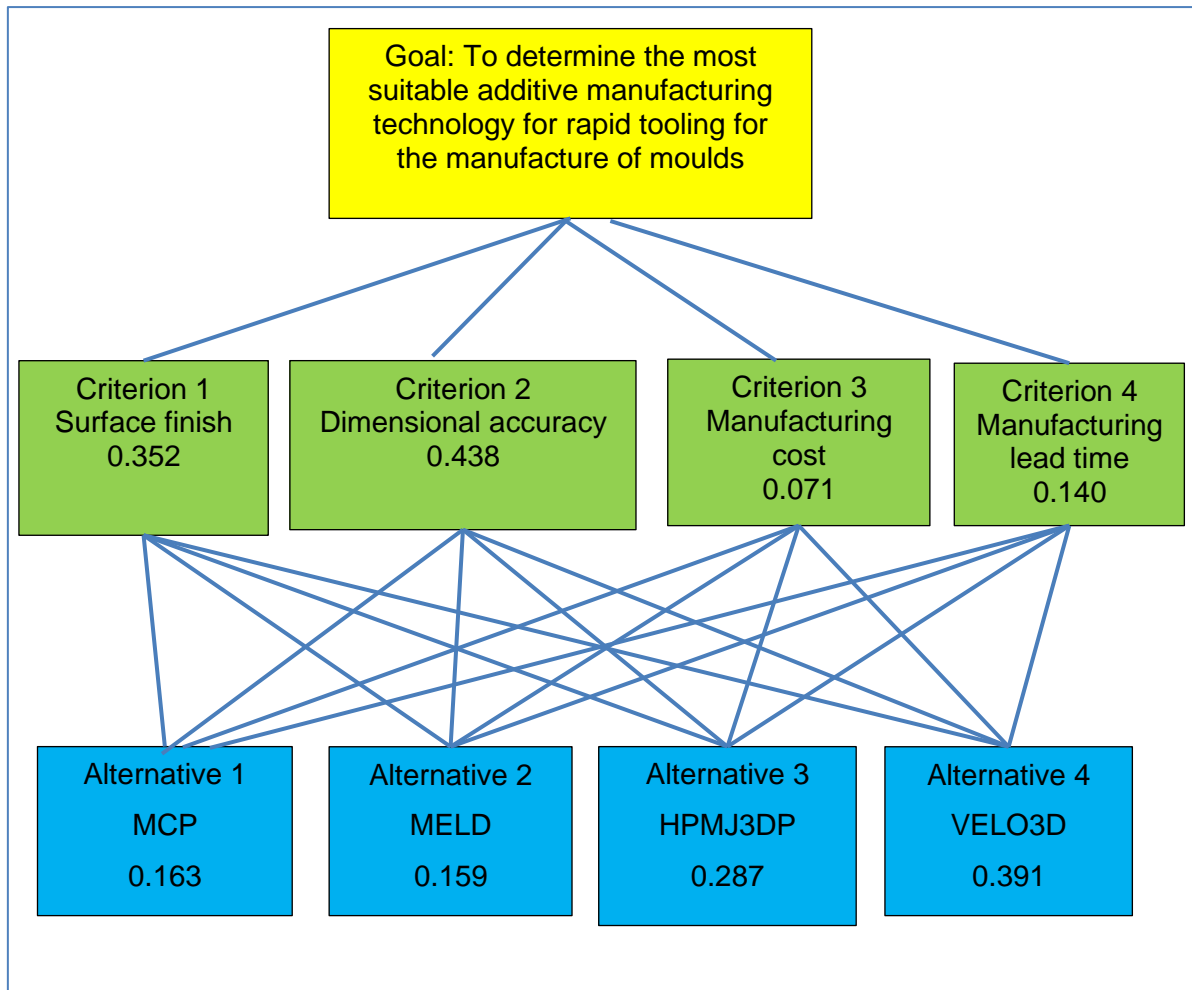 Goal: To determine the most
suitable additive manufacturing
technology for rapid tooling for
the manufacture of moulds
Criterion 1
Surface finish
0.352
Criterion 2
Dimensional accuracy
0.438
Criterion 3
Manufacturing
cost
0.071
Criterion 4
Manufacturing
lead time
0.140
Alternative 1
MCP
0.163
Alternative 2
MELD
0.159
Alternative 3
HPMJ3DP
0.287
Alternative 4
VELO3D
0.391